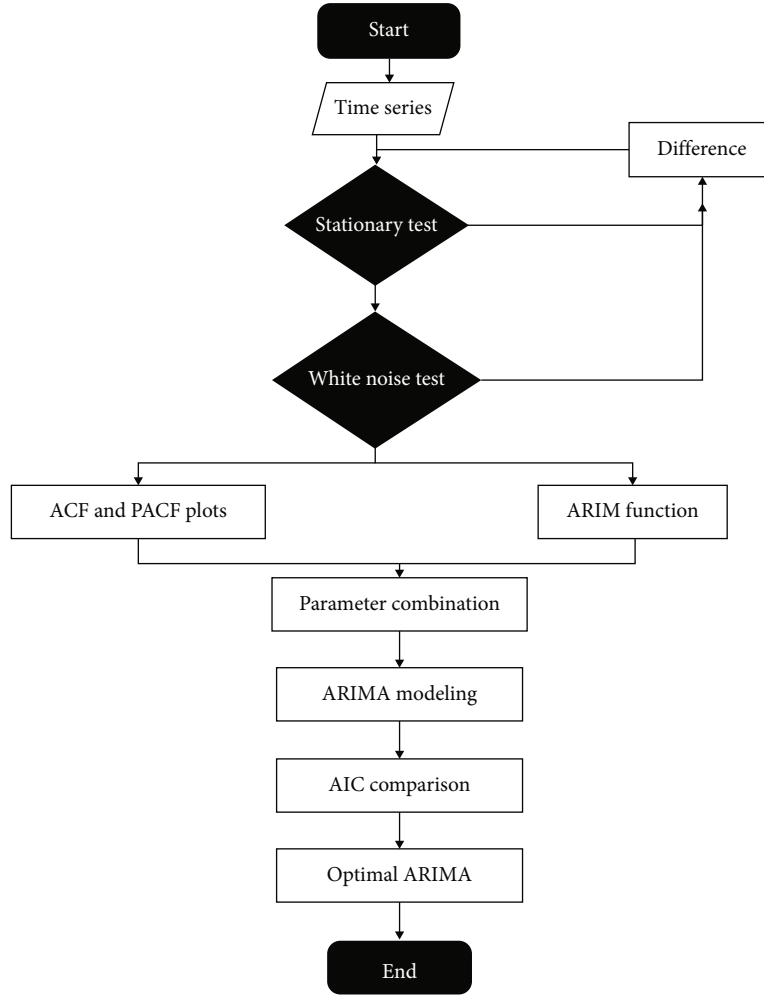 Start
Time series
Difference
Stationary test
White noise test
ACF and PACF plots
ARIM function
Parameter combination
ARIMA modeling
AIC comparison
Optimal ARIMA
End